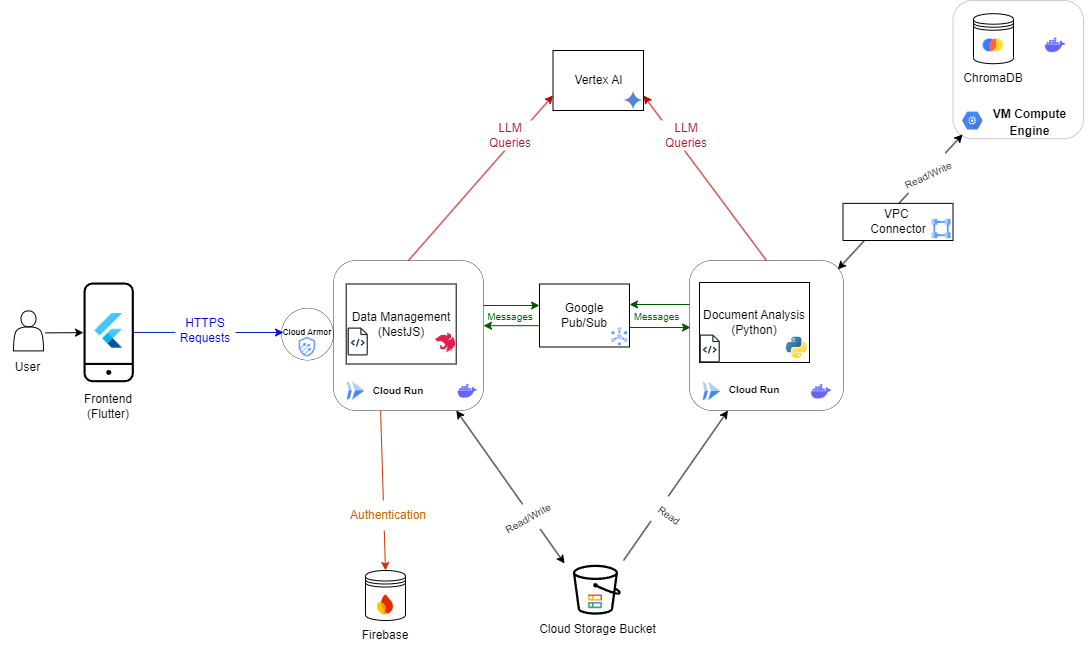 ChromaDB
VM Compute
Engine
Vertex AI
LLM
Queries
LLM
Queries
Read/Write
VPC
Connector
User
Frontend
(Flutter)
HTTPS
Requests
Cloud Armor
Data Management
(NestJS)
</>
Cloud Run
Messages
Google
Pub/Sub
Messages
Document Analysis
(Python)
</>
Cloud Run
Authentication
Firebase
Read/Write
Read
Cloud Storage Bucket